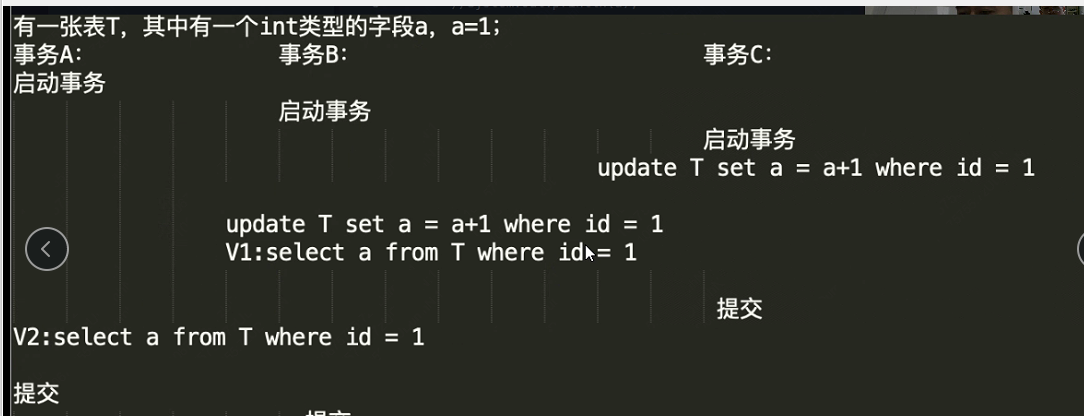 有一张表T，其中有一个int类型的字段a，a=1；
事务A： 事务B： 事务C：
启动事务
启动事务
启动事务
update T set a = a+1 where id = 1
update T set a = a+1 where id = 1
V1:select a from T where id = 1
提交
V2:select a from T where id = 1
提交
提交